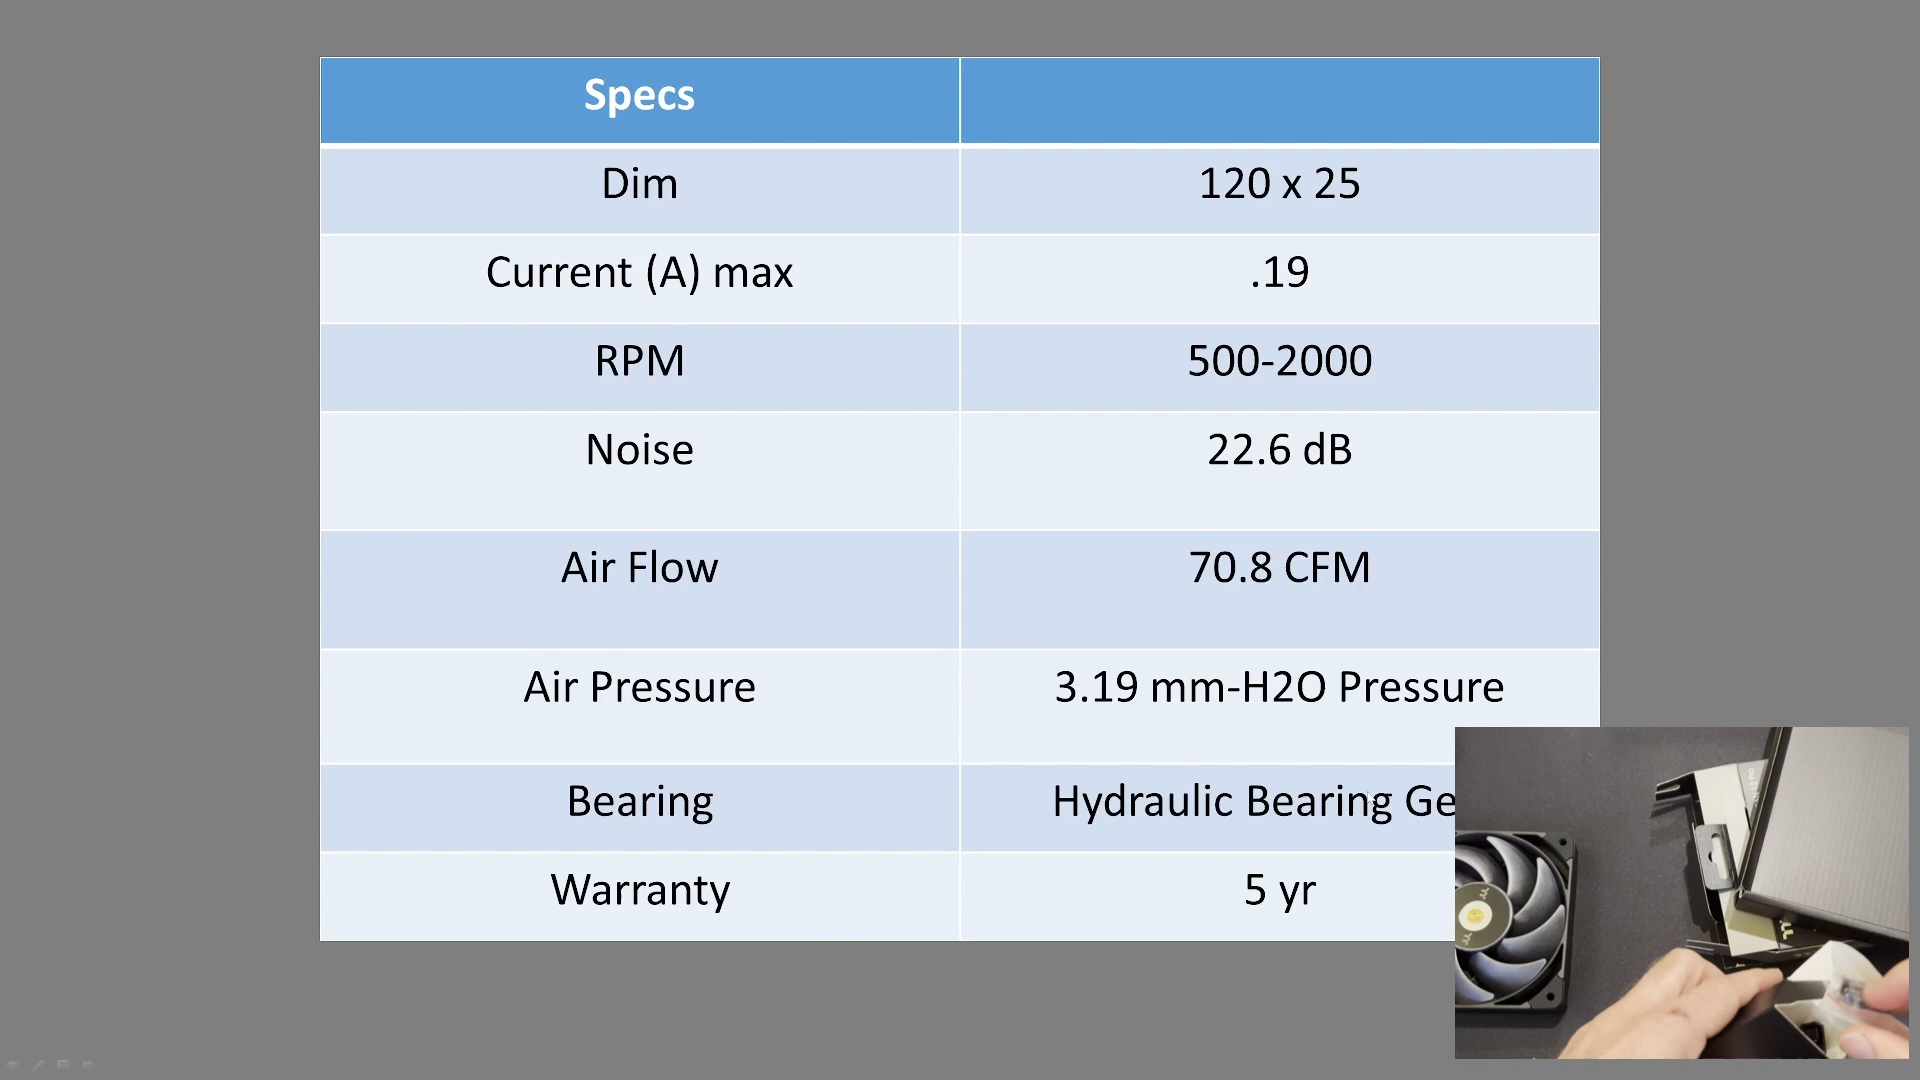 Specs
Dim 120 x 25
Current (A) max .19
RPM 500-2000
Noise 22.6 dB
Air Flow 70.8 CFM
Air Pressure 3.19 mm-H2O Pressure
Bearing Hydraulic Bearing Ge
Warranty 5 yr